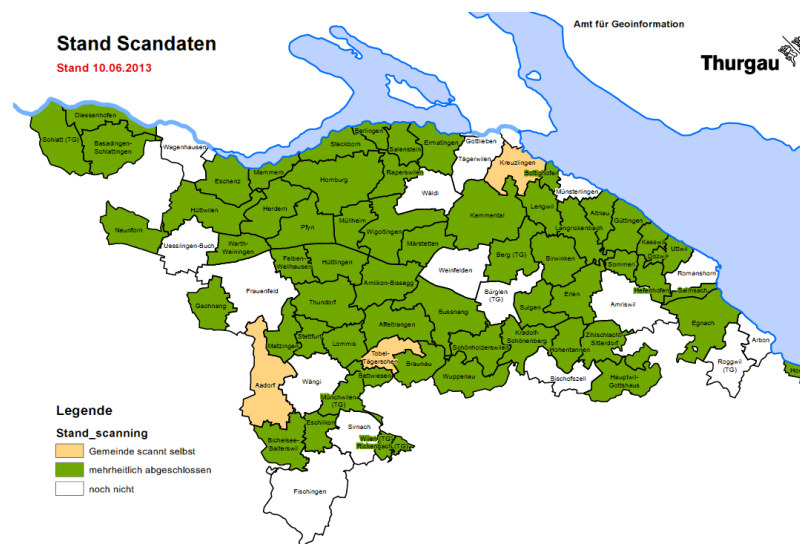 Stand Scandaten
Stand 10.06.2013
Amt für Geoinformation
Thurgau
Diessenhofen
Schlatt (TG)
Basadingen-
Schlattingen
Wagenhausen
Eschenz
Mammern
Steckborn
Berlingen
Salenstein
Ermatingen
Gottlieben
Tägerwilen
Kreuzlingen
Bottighofen
Münsterlingen
Homburg
Raperswilen
Wäldi
Kemmental
Lengwil
Altnau
Langrickenbach
Güttingen
Kesswil
Uttwil
Dozwil
Hüttwilen
Herdern
Pfyn
Müllheim
Wigoltingen
Märstetten
Neunforn
Uesslingen-Buch
Warth-
Weiningen
Felben-
Wellhausen
Hüttlingen
Weinfelden
Berg (TG)
Birwinken
Sommeri
Romanshorn
Hefenhofen
Salmsach
Frauenfeld
Gachnang
Thundorf
Amlikon-Bissegg
Bussnang
Bürglen
(TG)
Sulgen
Erlen
Amriswil
Egnach
Matzingen
Stettfurt
Lommis
Affeltrangen
Tobel-
Tägerschen
Braunau
Schönholzerswilen
Kradolf-
Schönenberg
Hohentannen
Zihlschlacht-
Sitterdorf
Arbon
Roggwil
(TG)
Aadorf
Wängi
Bettwiesen
Wuppenau
Bischofszell
Hauptwil-
Gottshaus
Münchwilen
(TG)
Eschlikon
Sirnach
Wilen (TG)
Rickenbach (TG)
Bichelsee-
Balterswil
Fischingen
Legende
Stand_scanning
Gemeinde scannt selbst
mehrheitlich abgeschlossen
noch nicht